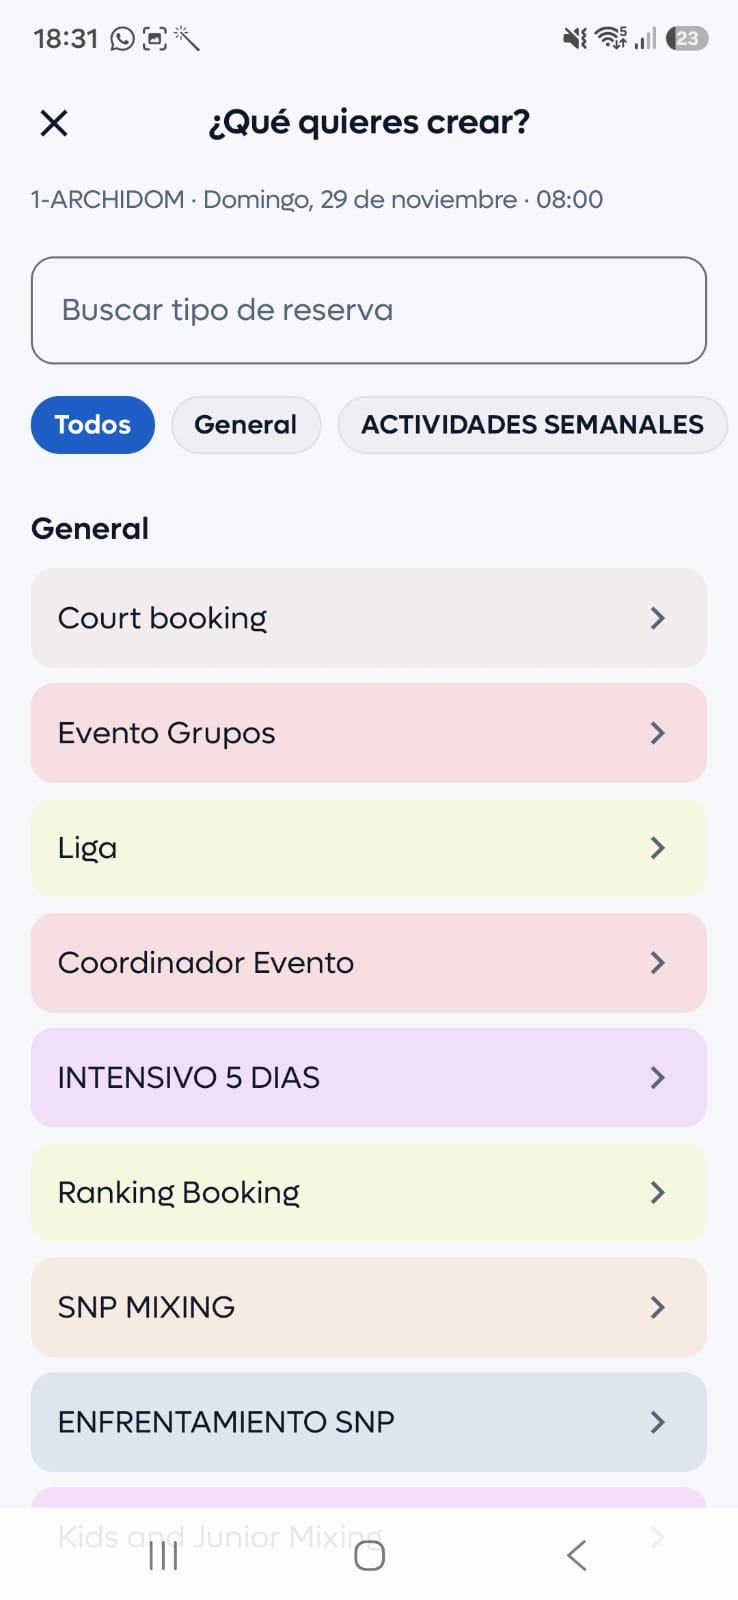 18:31
23
¿Qué quieres crear?
1-ARCHIDOM · Domingo, 29 de noviembre · 08:00
Buscar tipo de reserva
Todos
General
ACTIVIDADES SEMANALES
General
Court booking
Evento Grupos
Liga
Coordinador Evento
INTENSIVO 5 DIAS
Ranking Booking
SNP MIXING
ENFRENTAMIENTO SNP
Kids and Junior Mixing